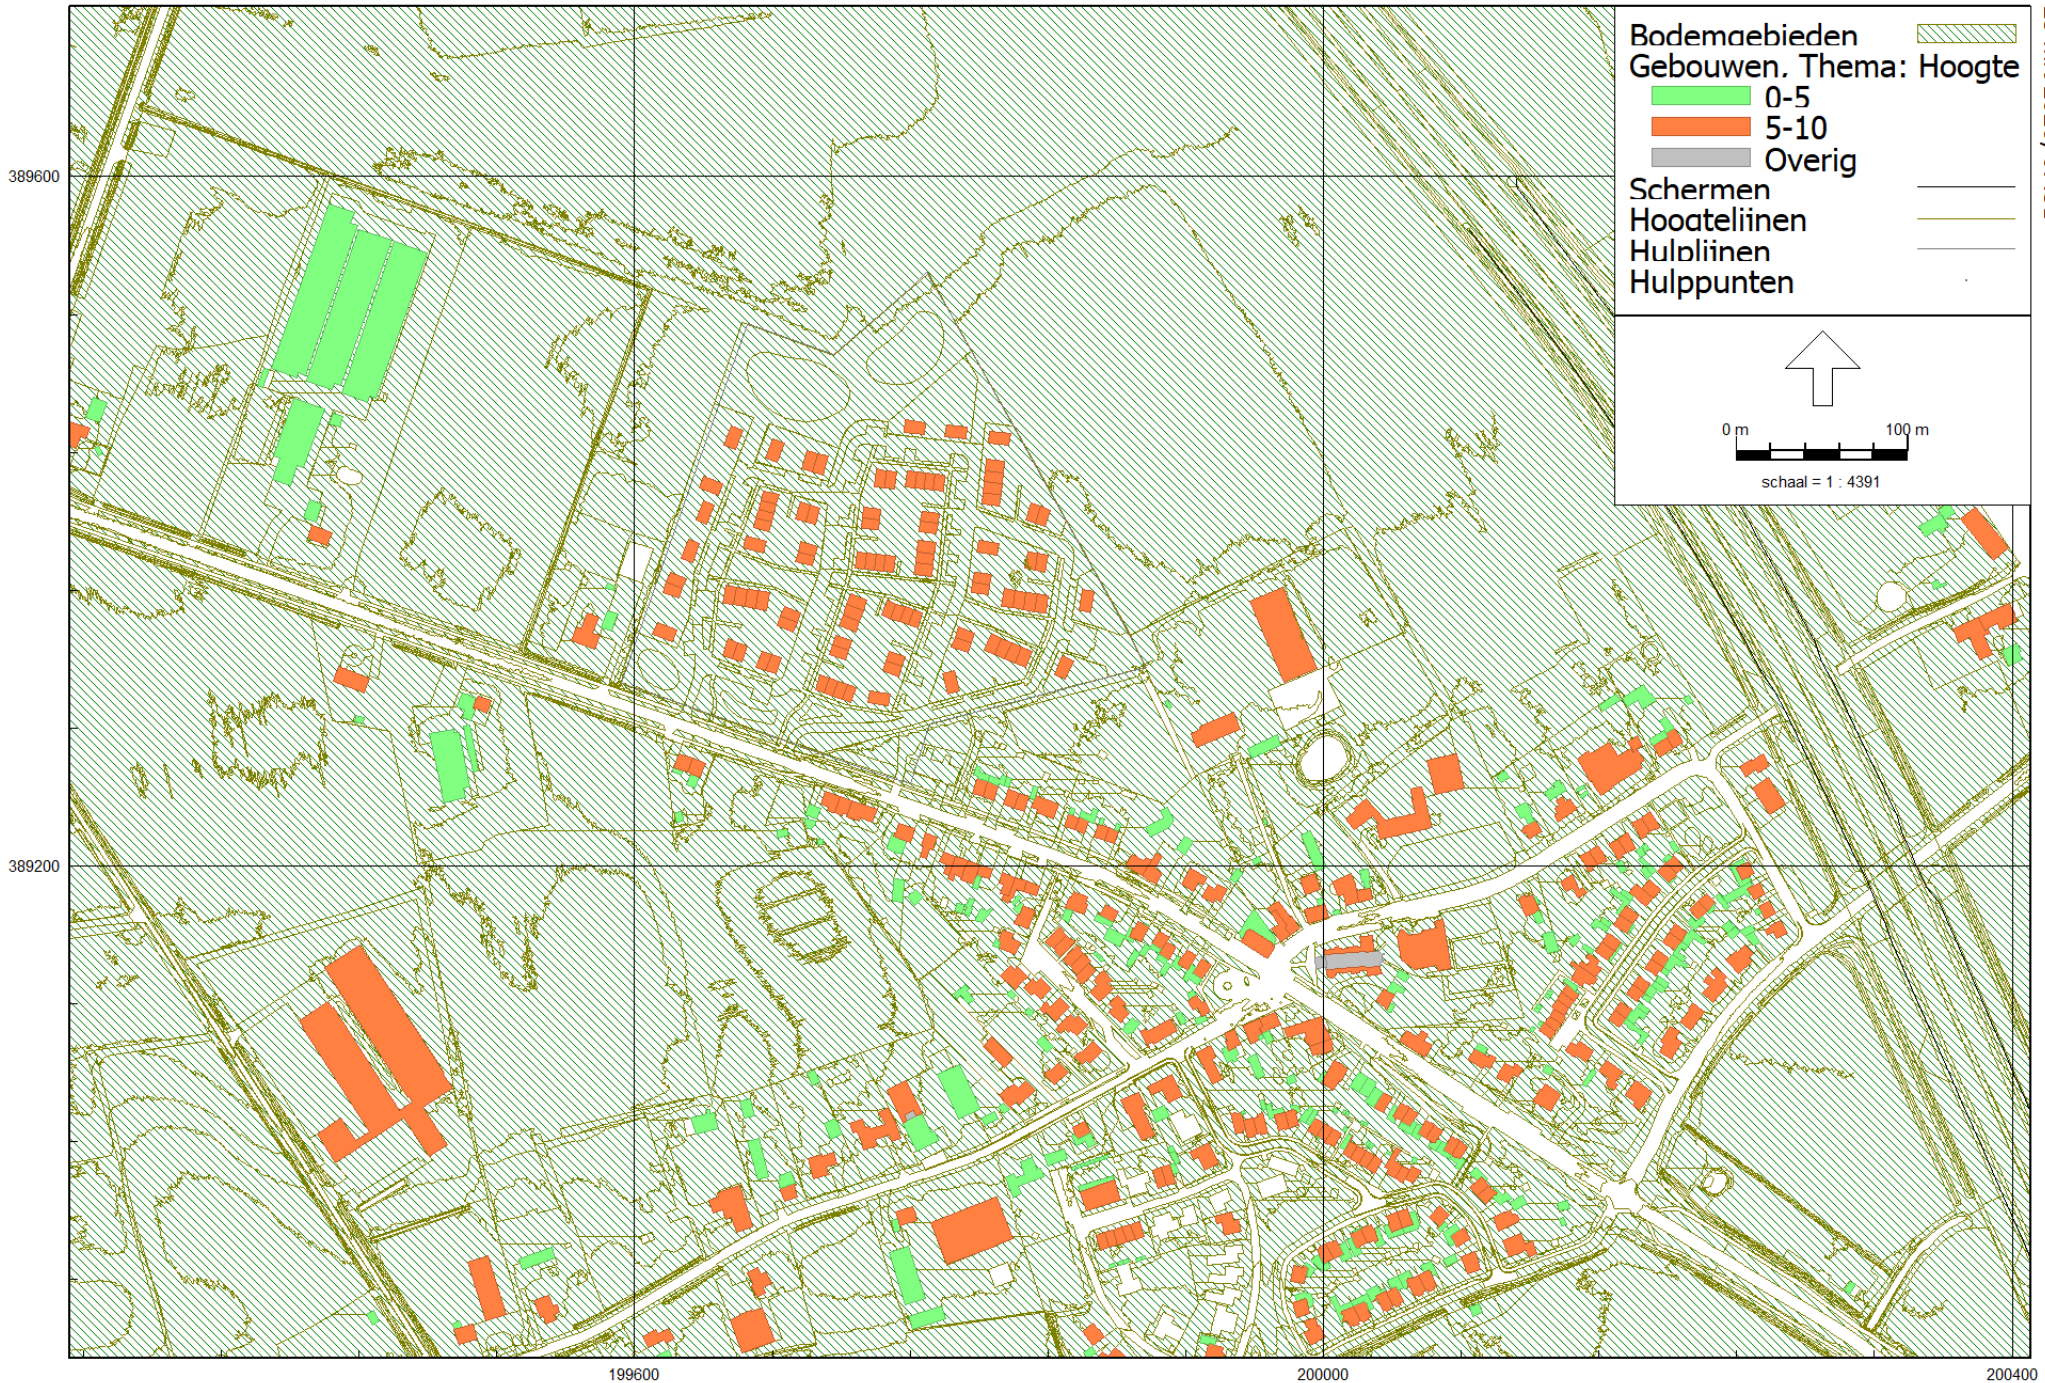 Bodemgebieden
Gebouwen, Thema: Hoogte
0-5
5-10
Overig
Schermen
Hoogtelijnen
Hulplijnen
Hulppunten
0 m 100 m
schaal = 1 : 4391
389600
389200
199600 200000 200400